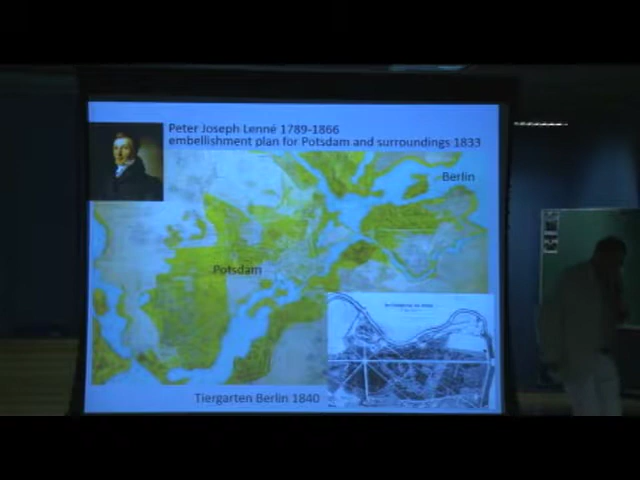 Peter Joseph Lenné 1789-1866
embellishment plan for Potsdam and surroundings 1833
Berlin
Potsdam
Tiergarten Berlin 1840